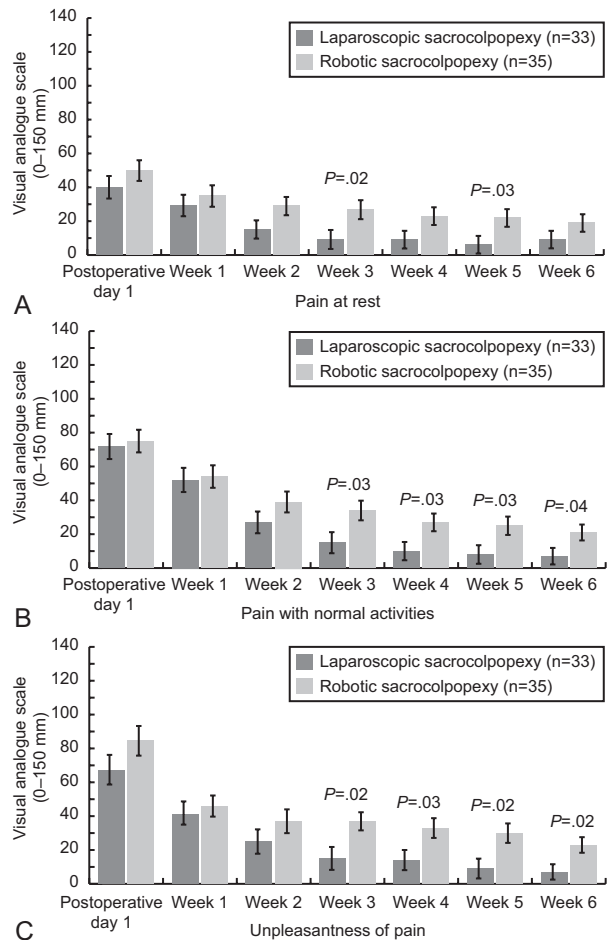 Visual analogue scale
(0–150 mm)
140
120
100
80
60
40
20
0
Laparoscopic sacrocolpopexy (n=33)
Robotic sacrocolpopexy (n=35)
P=.02
P=.03
Postoperative day 1
Week 1
Week 2
Week 3
Week 4
Week 5
Week 6
A
Pain at rest
Visual analogue scale
(0–150 mm)
140
120
100
80
60
40
20
0
Laparoscopic sacrocolpopexy (n=33)
Robotic sacrocolpopexy (n=35)
P=.03
P=.03
P=.03
P=.04
Postoperative day 1
Week 1
Week 2
Week 3
Week 4
Week 5
Week 6
B
Pain with normal activities
Visual analogue scale
(0–150 mm)
140
120
100
80
60
40
20
0
Laparoscopic sacrocolpopexy (n=33)
Robotic sacrocolpopexy (n=35)
P=.02
P=.03
P=.02
P=.02
Postoperative day 1
Week 1
Week 2
Week 3
Week 4
Week 5
Week 6
C
Unpleasantness of pain